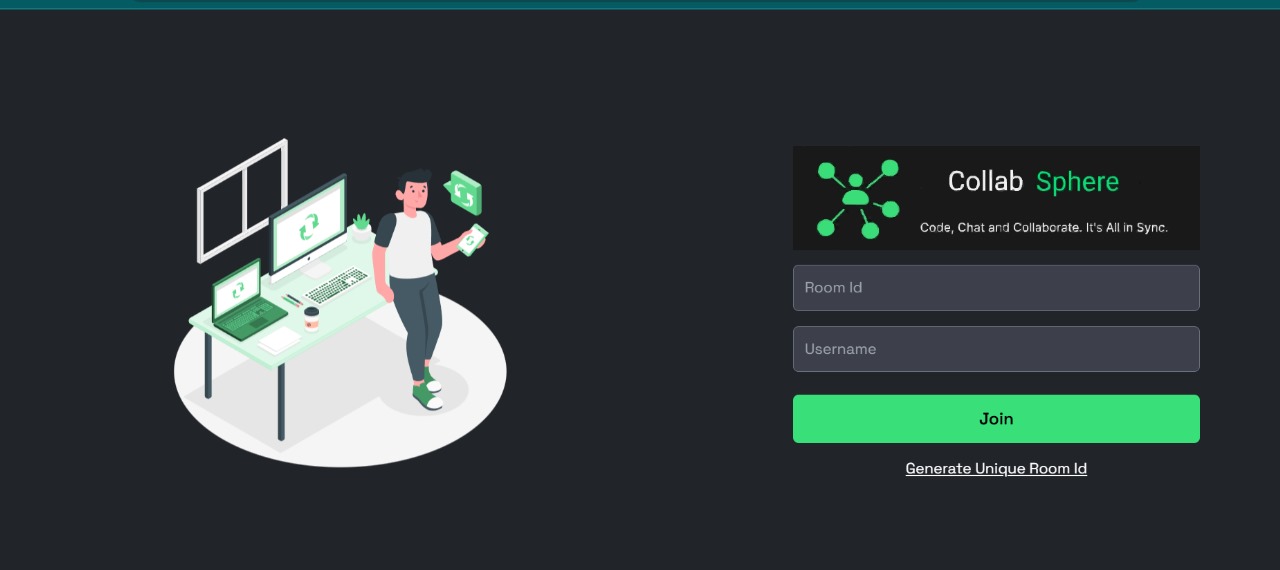 Collab Sphere
Code, Chat and Collaborate. It's All in Sync.
Room Id
Username
Join
Generate Unique Room Id